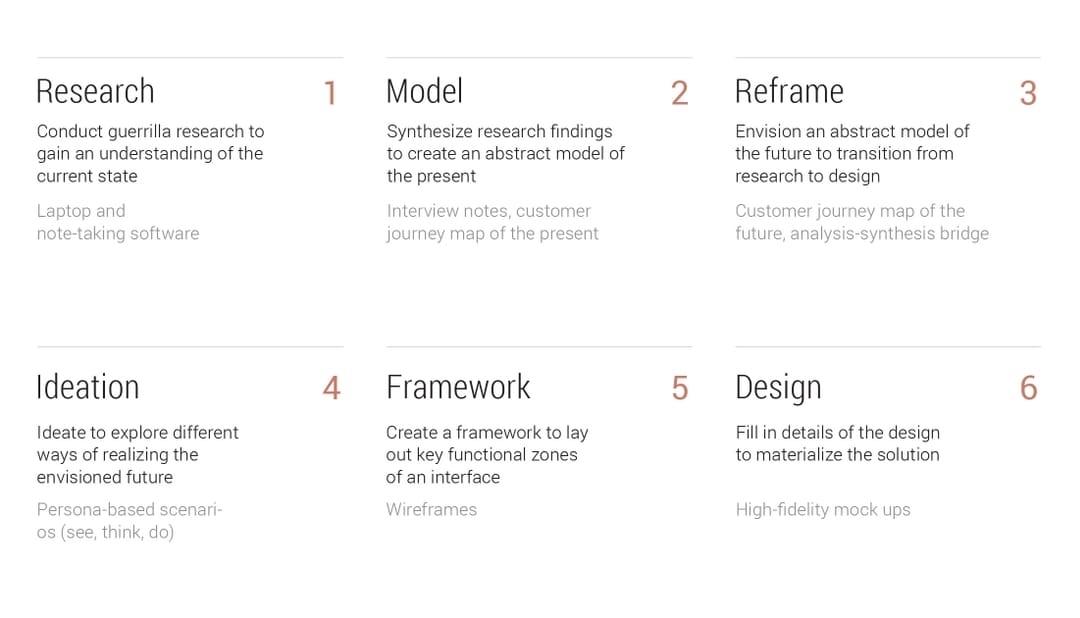 Research 1
Conduct guerrilla research to
gain an understanding of the
current state
Laptop and
note-taking software
Model 2
Synthesize research findings
to create an abstract model of
the present
Interview notes, customer
journey map of the present
Reframe 3
Envision an abstract model of
the future to transition from
research to design
Customer journey map of the
future, analysis-synthesis bridge
Ideation 4
Ideate to explore different
ways of realizing the
envisioned future
Persona-based scenari-
os (see, think, do)
Framework 5
Create a framework to lay
out key functional zones
of an interface
Wireframes
Design 6
Fill in details of the design
to materialize the solution
High-fidelity mock ups